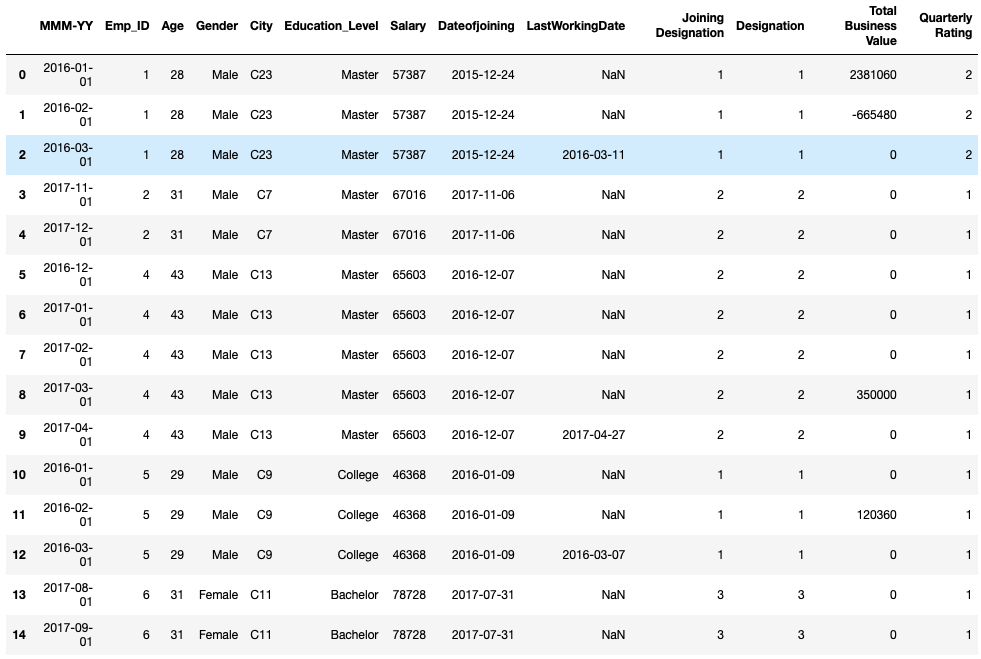 MMM-YY Emp_ID Age Gender City Education_Level Salary Dateofjoining LastWorkingDate Joining Designation Designation Total Business Value Quarterly Rating
0 2016-01-01 1 28 Male C23 Master 57387 2015-12-24 NaN 1 1 2381060 2
1 2016-02-01 1 28 Male C23 Master 57387 2015-12-24 NaN 1 1 -665480 2
2 2016-03-01 1 28 Male C23 Master 57387 2015-12-24 2016-03-11 1 1 0 2
3 2017-11-01 2 31 Male C7 Master 67016 2017-11-06 NaN 2 2 0 1
4 2017-12-01 2 31 Male C7 Master 67016 2017-11-06 NaN 2 2 0 1
5 2016-12-01 4 43 Male C13 Master 65603 2016-12-07 NaN 2 2 0 1
6 2017-01-01 4 43 Male C13 Master 65603 2016-12-07 NaN 2 2 0 1
7 2017-02-01 4 43 Male C13 Master 65603 2016-12-07 NaN 2 2 0 1
8 2017-03-01 4 43 Male C13 Master 65603 2016-12-07 NaN 2 2 350000 1
9 2017-04-01 4 43 Male C13 Master 65603 2016-12-07 2017-04-27 2 2 0 1
10 2016-01-01 5 29 Male C9 College 46368 2016-01-09 NaN 1 1 0 1
11 2016-02-01 5 29 Male C9 College 46368 2016-01-09 NaN 1 1 120360 1
12 2016-03-01 5 29 Male C9 College 46368 2016-01-09 2016-03-07 1 1 0 1
13 2017-08-01 6 31 Female C11 Bachelor 78728 2017-07-31 NaN 3 3 0 1
14 2017-09-01 6 31 Female C11 Bachelor 78728 2017-07-31 NaN 3 3 0 1